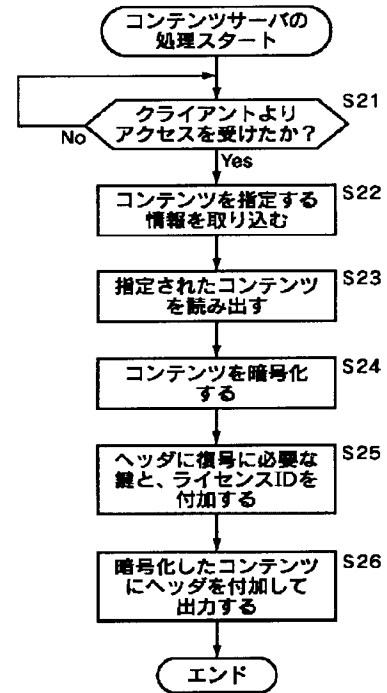 コンテンツサーバの
処理スタート
S21
クライアントより
アクセスを受けたか?
No
Yes
S22
コンテンツを指定する
情報を取り込む
S23
指定されたコンテンツ
を読み出す
S24
コンテンツを暗号化
する
S25
ヘッダに復号に必要な
鍵と、ライセンスIDを
付加する
S26
暗号化したコンテンツ
にヘッダを付加して
出力する
エンド